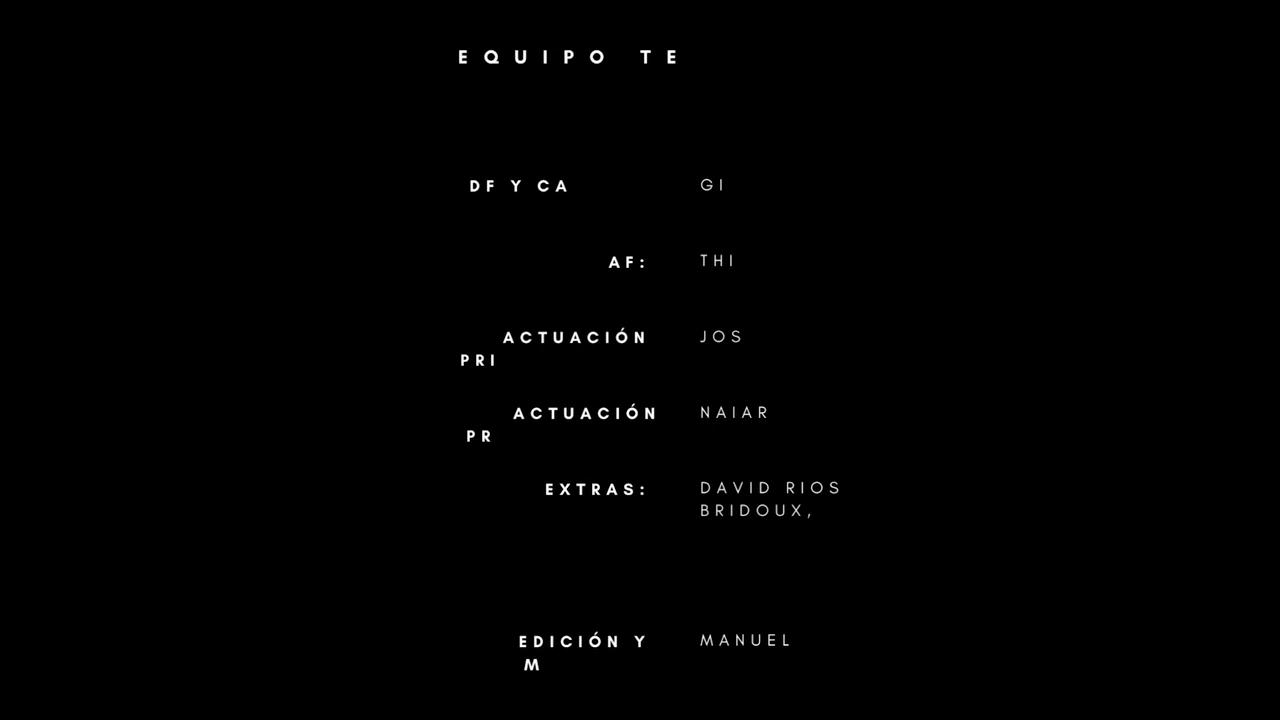 EQUIPO TE
DF Y CA GI
AF: THI
ACTUACIÓN JOS
PRI
ACTUACIÓN NAIAR
PR
EXTRAS: DAVID RIOS
BRIDOUX,
EDICIÓN Y MANUEL
M